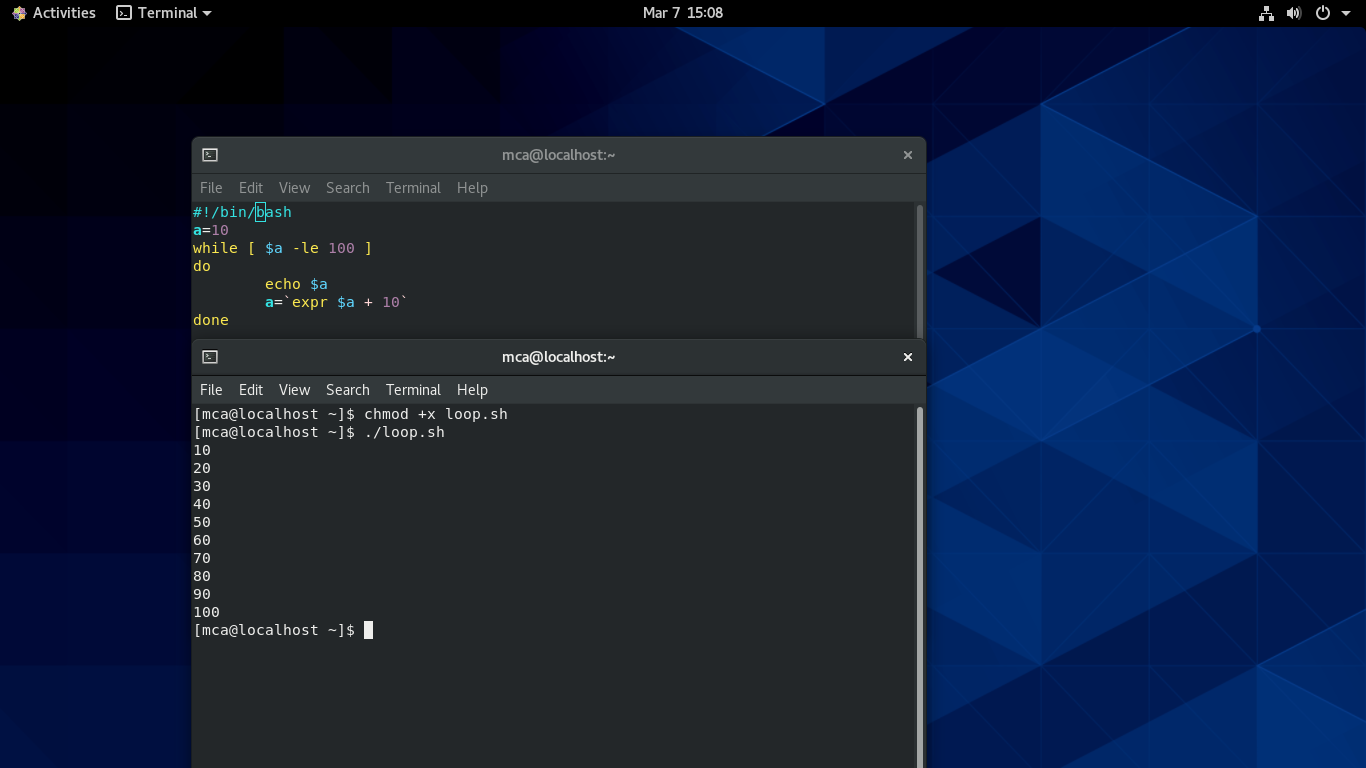 Activities Terminal Mar 7 15:08
mca@localhost:~
File Edit View Search Terminal Help
#!/bin/bash
a=10
while [ $a -le 100 ]
do
        echo $a
        a=`expr $a + 10`
done
mca@localhost:~
File Edit View Search Terminal Help
[mca@localhost ~]$ chmod +x loop.sh
[mca@localhost ~]$ ./loop.sh
10
20
30
40
50
60
70
80
90
100
[mca@localhost ~]$